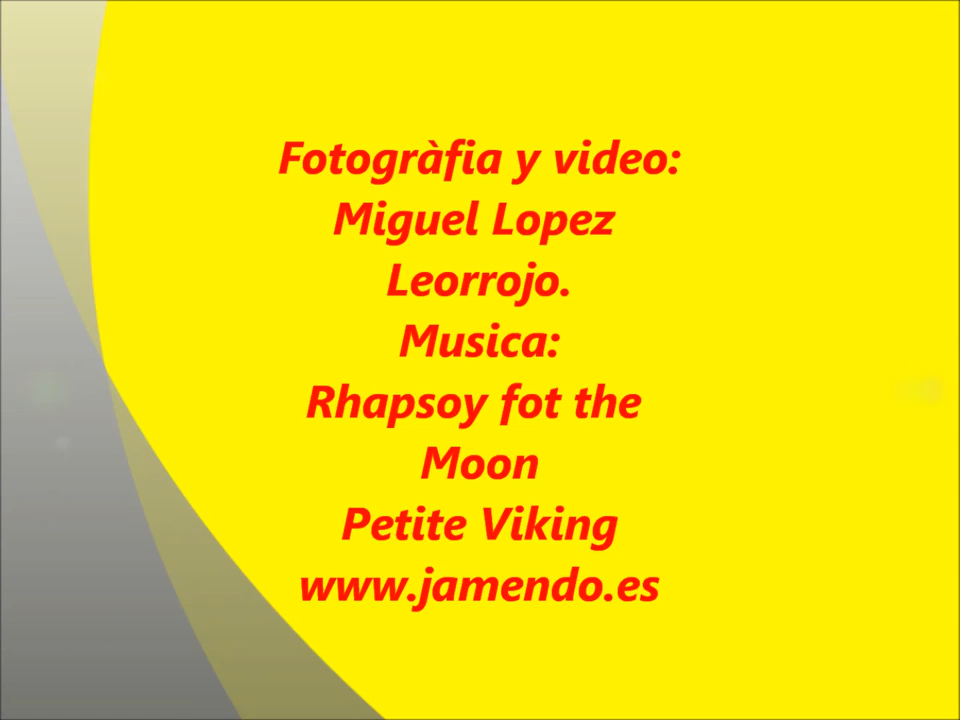 Fotogràfia y video:
Miguel Lopez
Leorrojo.
Musica:
Rhapsoy fot the
Moon
Petite Viking
www.jamendo.es